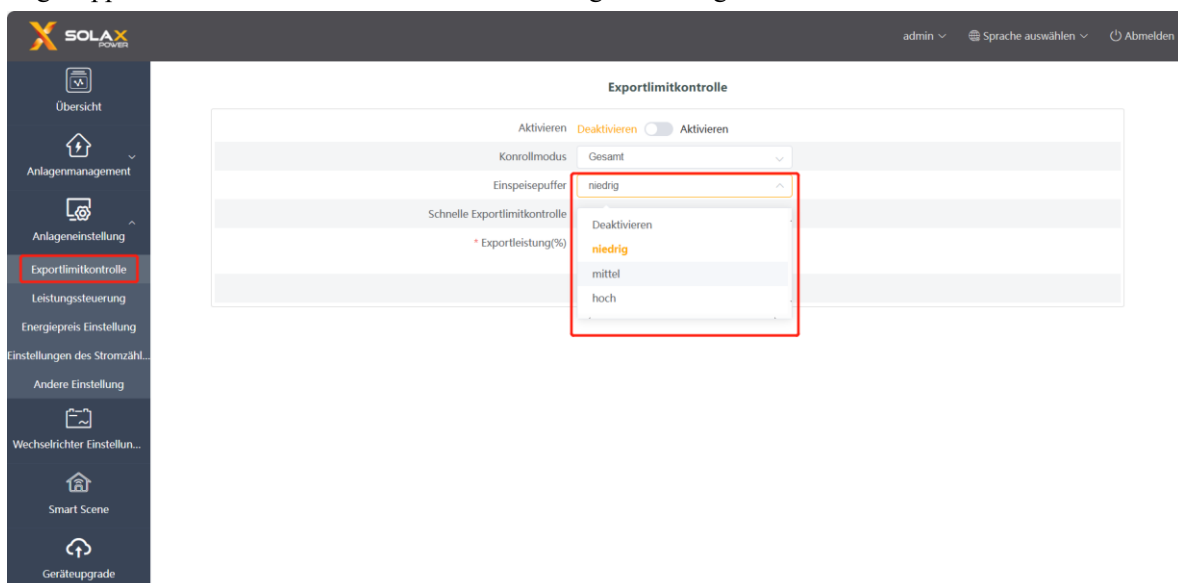 SOLAX
POWER
admin
Sprache auswählen
Abmelden
Übersicht
Anlagenmanagement
Anlageneinstellung
Exportlimitkontrolle
Leistungssteuerung
Energiepreis Einstellung
Einstellungen des Stromzähl...
Andere Einstellung
Wechselrichter Einstellun...
Smart Scene
Geräteupgrade
Exportlimitkontrolle
Aktivieren Deaktivieren Aktivieren
Konrollmodus Gesamt
Einspeisepuffer niedrig
Schnelle Exportlimitkontrolle
* Exportleistung(%)
Deaktivieren
niedrig
mittel
hoch